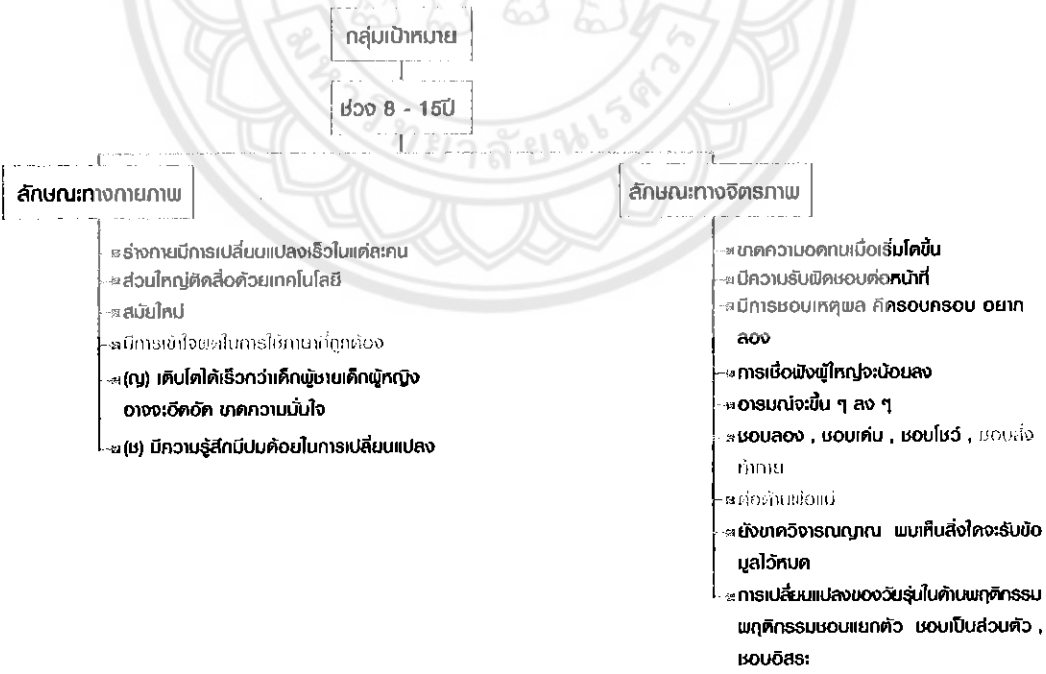 กลุ่มเป้าหมาย
ช่วง 8 - 15ปี
มหาวิทยาลัยนเรศวร
ลักษณะทางกายภาพ
ร่างกายมีการเปลี่ยนแปลงเร็วในแต่ละคน
ส่วนใหญ่ติดสื่อด้วยเทคโนโลยี
สมัยใหม่
มีการเข้าใจผิดในการใช้ภาษาที่ถูกต้อง
(ญ) เติบโตได้เร็วกว่าเด็กผู้ชายเด็กผู้หญิง
อาจจะอึดอัด ขาดความมั่นใจ
(ช) มีความรู้สึกมีปมด้อยในการเปลี่ยนแปลง
ลักษณะทางจิตรภาพ
ขาดความอดทนเมื่อเริ่มโตขึ้น
มีความรับผิดชอบต่อหน้าที่
มีการชอบเหตุผล คิดรอบครอบ อยาก
ลอง
การเชื่อฟังผู้ใหญ่จะน้อยลง
อารมณ์จะขึ้น ๆ ลง ๆ
ชอบลอง , ชอบเด่น , ชอบโชว์ , ชอบสิ่ง
ท้าทาย
ต่อต้านพ่อแม่
ยังขาดวิจารณญาณ พบเห็นสิ่งใดจะรับข้อ
มูลไว้หมด
การเปลี่ยนแปลงของวัยรุ่นในด้านพฤติกรรม
พฤติกรรมชอบแยกตัว ชอบเป็นส่วนตัว ,
ชอบอิสระ